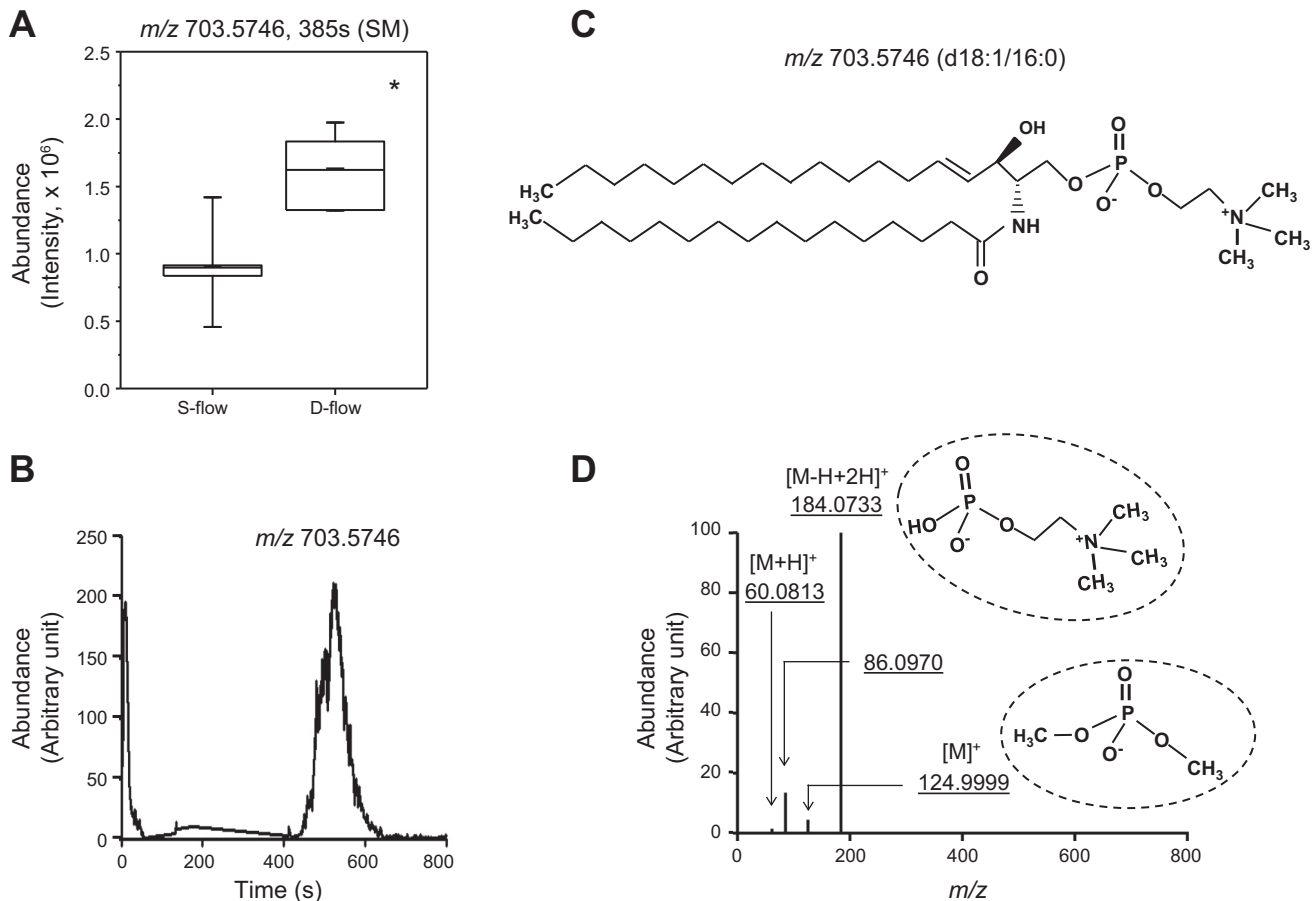 A
m/z 703.5746, 385s (SM)
Abundance
(Intensity, x 10⁶)
2.5
2.0
1.5
1.0
0.5
0.0
*
S-flow
D-flow
B
m/z 703.5746
Abundance
(Arbitrary unit)
250
200
150
100
50
0
0 200 400 600 800
Time (s)
C
m/z 703.5746 (d18:1/16:0)
OH
O
P
O
O⁻
O
H₃C
N⁺
CH₃
CH₃
CH₃
H₃C
NH
O
D
[M-H+2H]⁺
184.0733
[M+H]⁺
60.0813
86.0970
[M]⁺
124.9999
Abundance
(Arbitrary unit)
100
80
60
40
20
0
0 200 400 600 800
m/z
O
HO
P
O
O⁻
N⁺
CH₃
CH₃
CH₃
O
P
H₃C
O
O⁻
O
CH₃